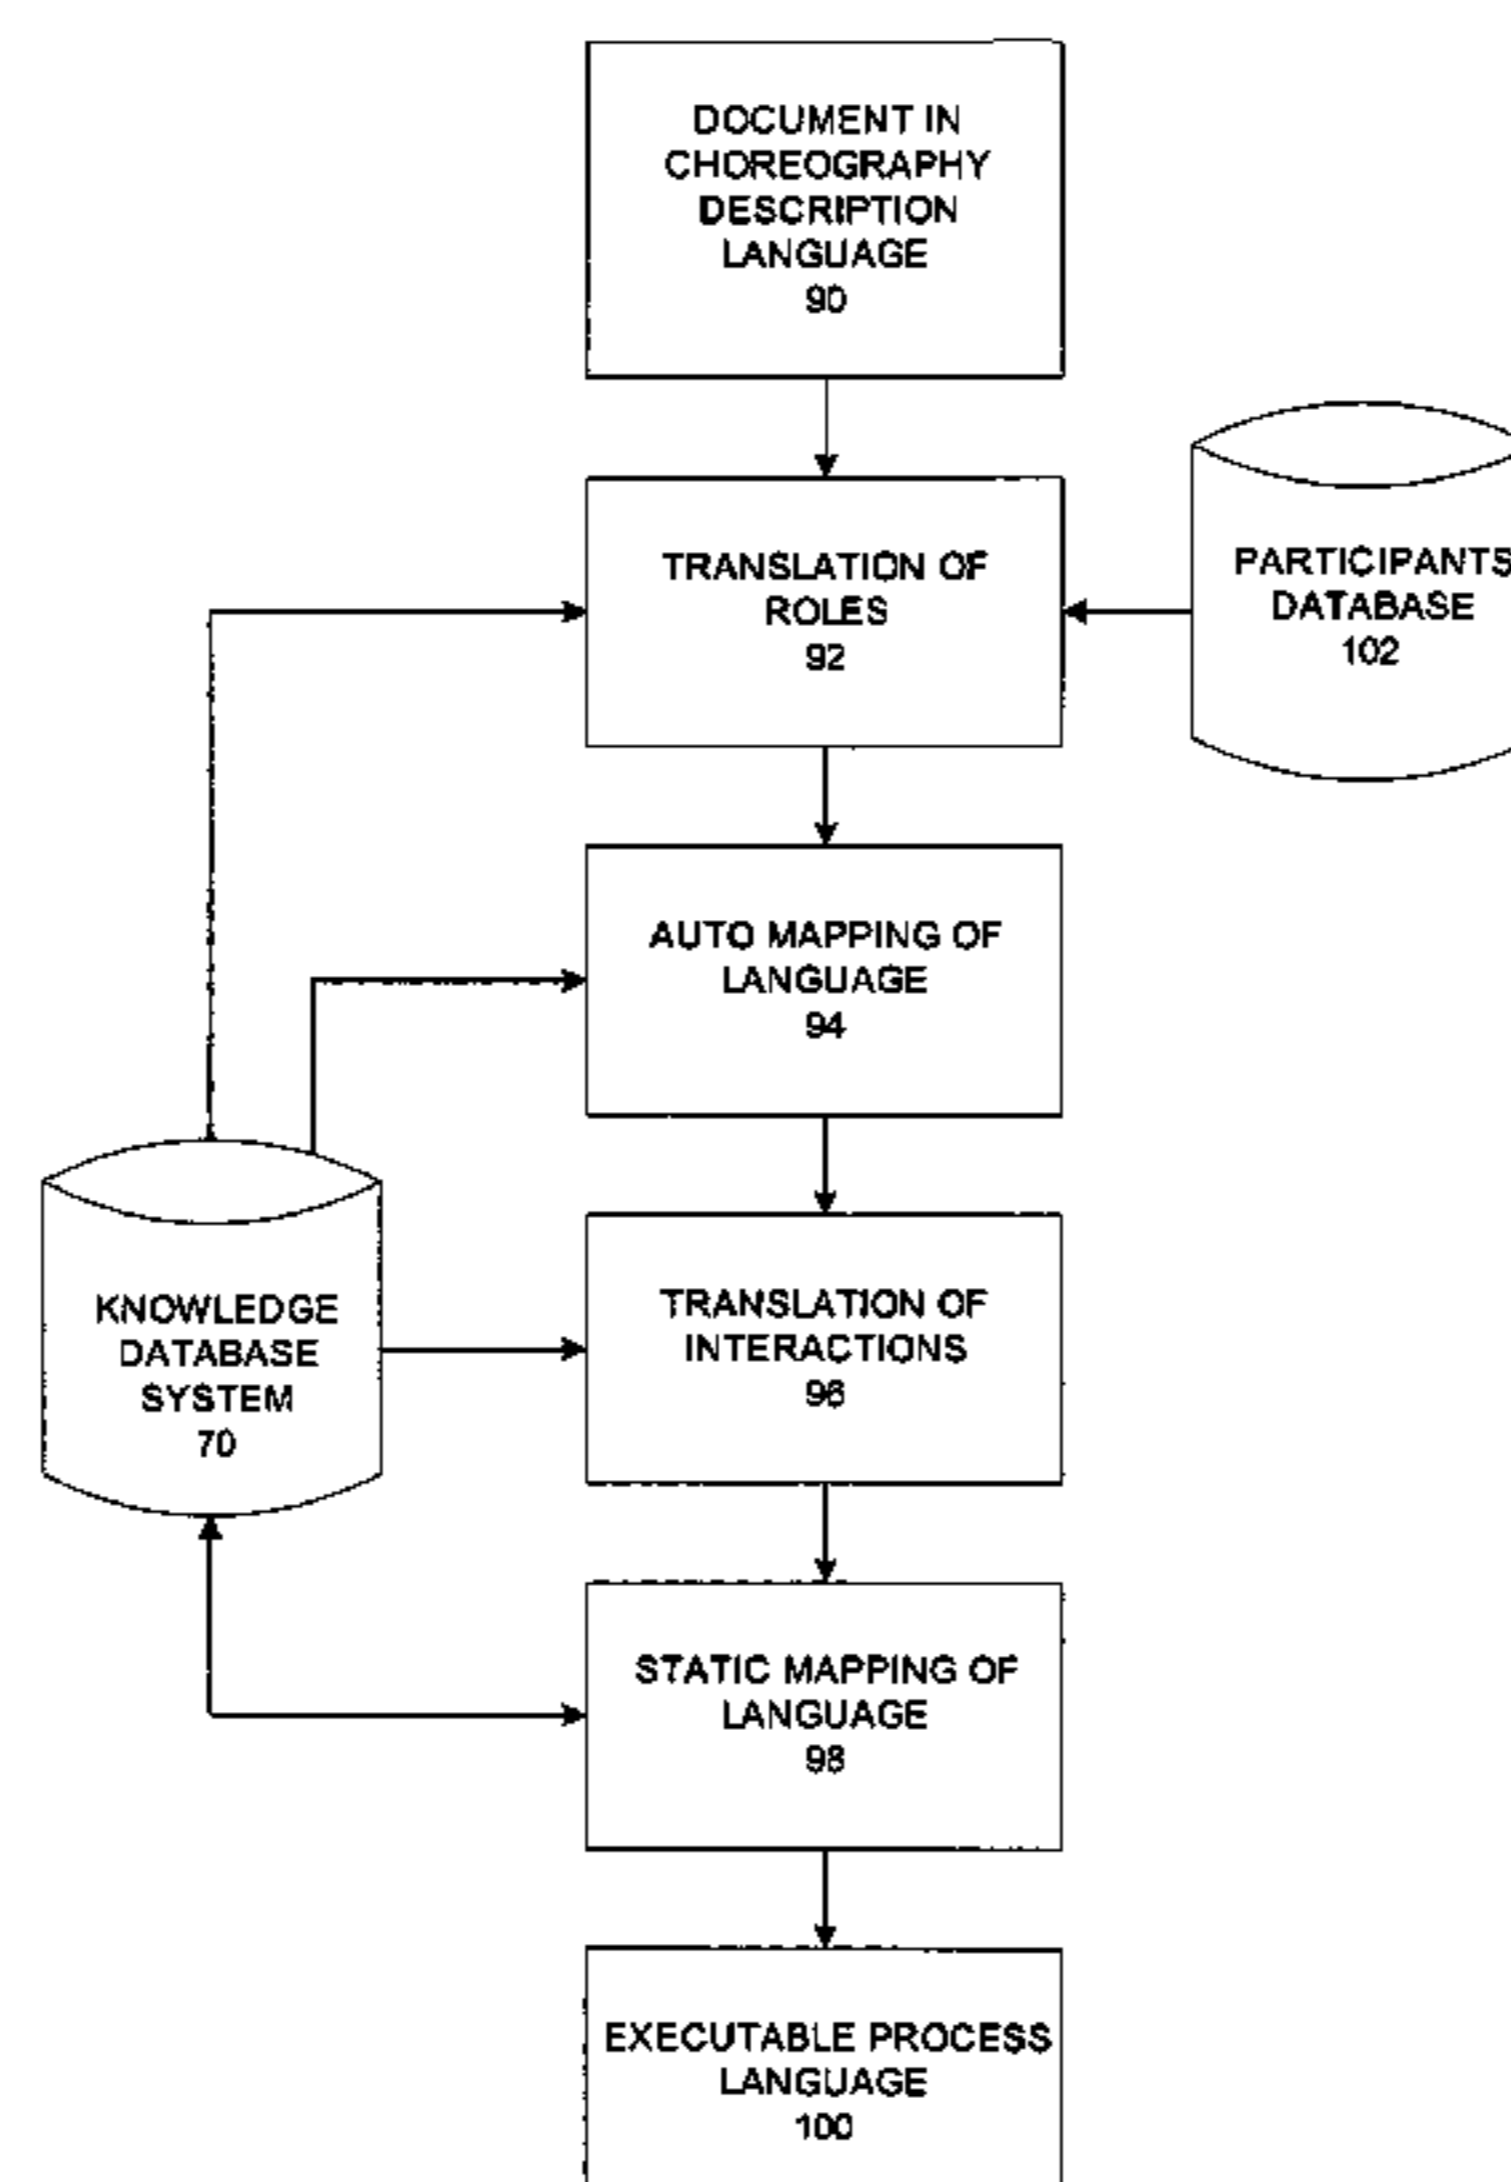 DOCUMENT IN
CHOREOGRAPHY
DESCRIPTION
LANGUAGE
90
TRANSLATION OF
ROLES
92
PARTICIPANTS
DATABASE
102
AUTO MAPPING OF
LANGUAGE
94
KNOWLEDGE
DATABASE
SYSTEM
70
TRANSLATION OF
INTERACTIONS
96
STATIC MAPPING OF
LANGUAGE
98
EXECUTABLE PROCESS
LANGUAGE
100